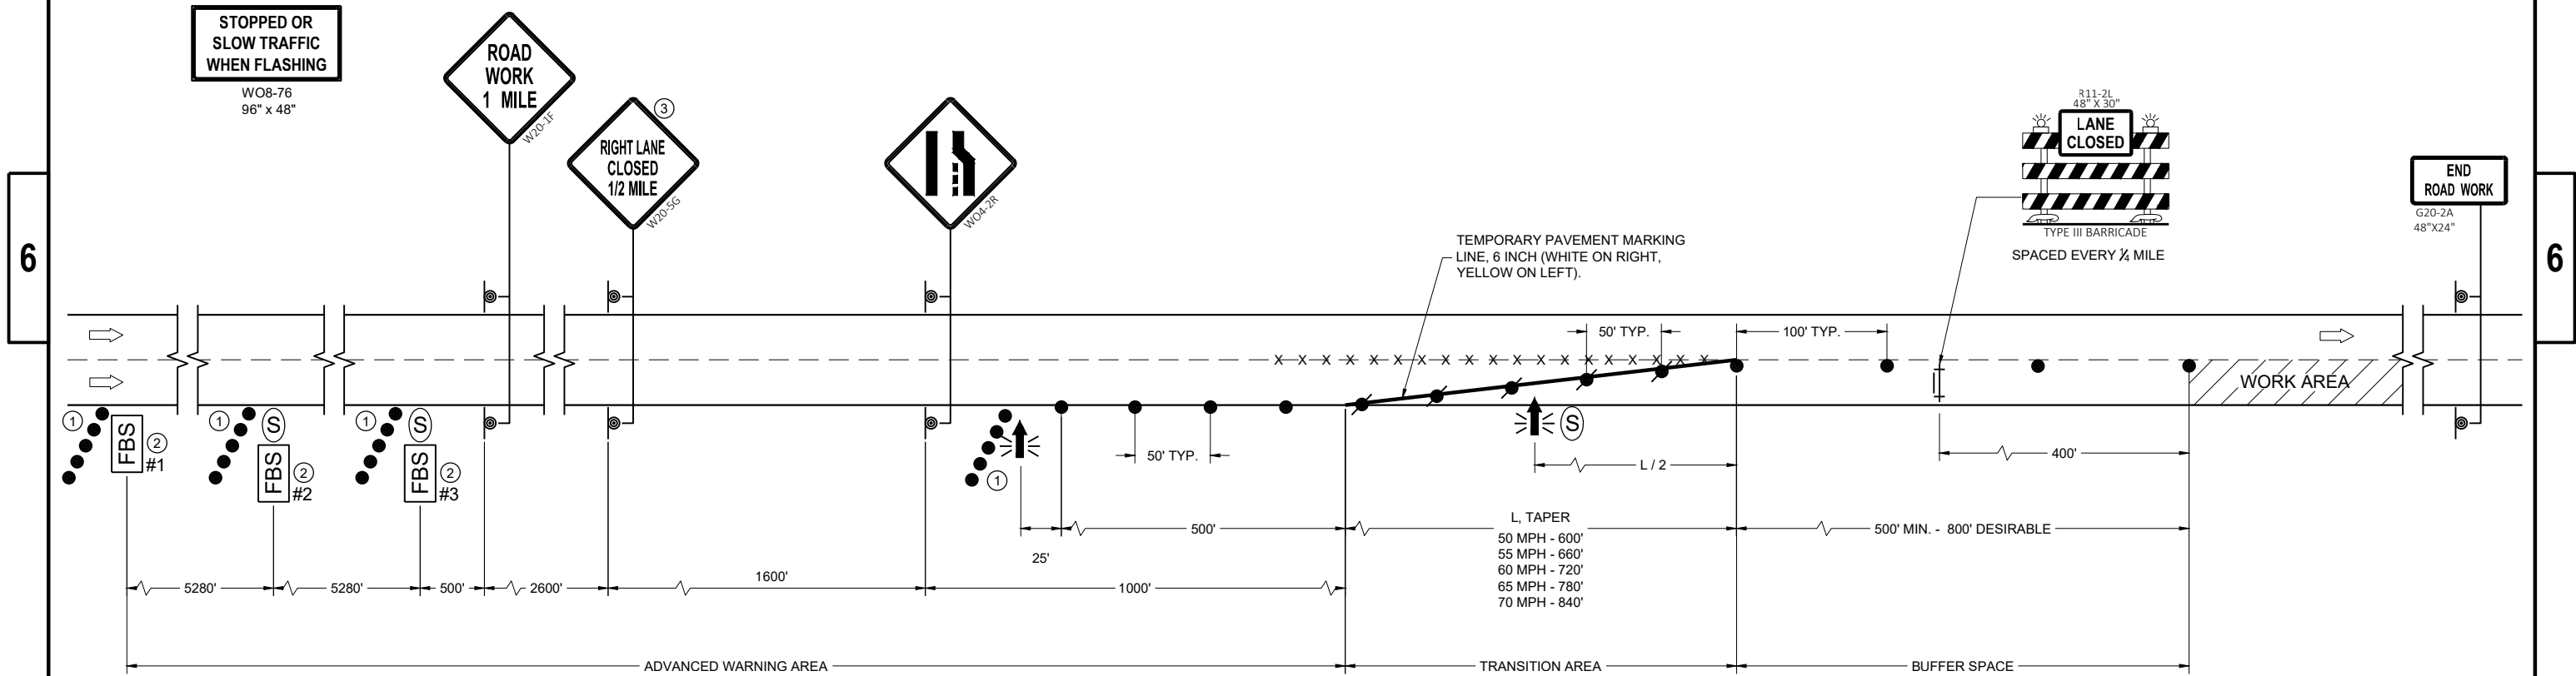 STOPPED OR
SLOW TRAFFIC
WHEN FLASHING
WO8-76
96" x 48"
ROAD
WORK
1 MILE
W20-1F
3
RIGHT LANE
CLOSED
1/2 MILE
W20-5G
WO4-2R
R11-2L
48" X 30"
LANE
CLOSED
TYPE III BARRICADE
SPACED EVERY ¼ MILE
END
ROAD WORK
G20-2A
48"X24"
6
6
TEMPORARY PAVEMENT MARKING
LINE, 6 INCH (WHITE ON RIGHT,
YELLOW ON LEFT).
50' TYP.
100' TYP.
X X X X X X X X X X X X X X X X X X X
WORK AREA
1
FBS
2
#1
1
S
FBS
2
#2
1
S
FBS
2
#3
1
50' TYP.
S
L / 2
400'
500'
25'
L, TAPER
50 MPH - 600'
55 MPH - 660'
60 MPH - 720'
65 MPH - 780'
70 MPH - 840'
500' MIN. - 800' DESIRABLE
5280'
5280'
500'
2600'
1600'
1000'
ADVANCED WARNING AREA
TRANSITION AREA
BUFFER SPACE